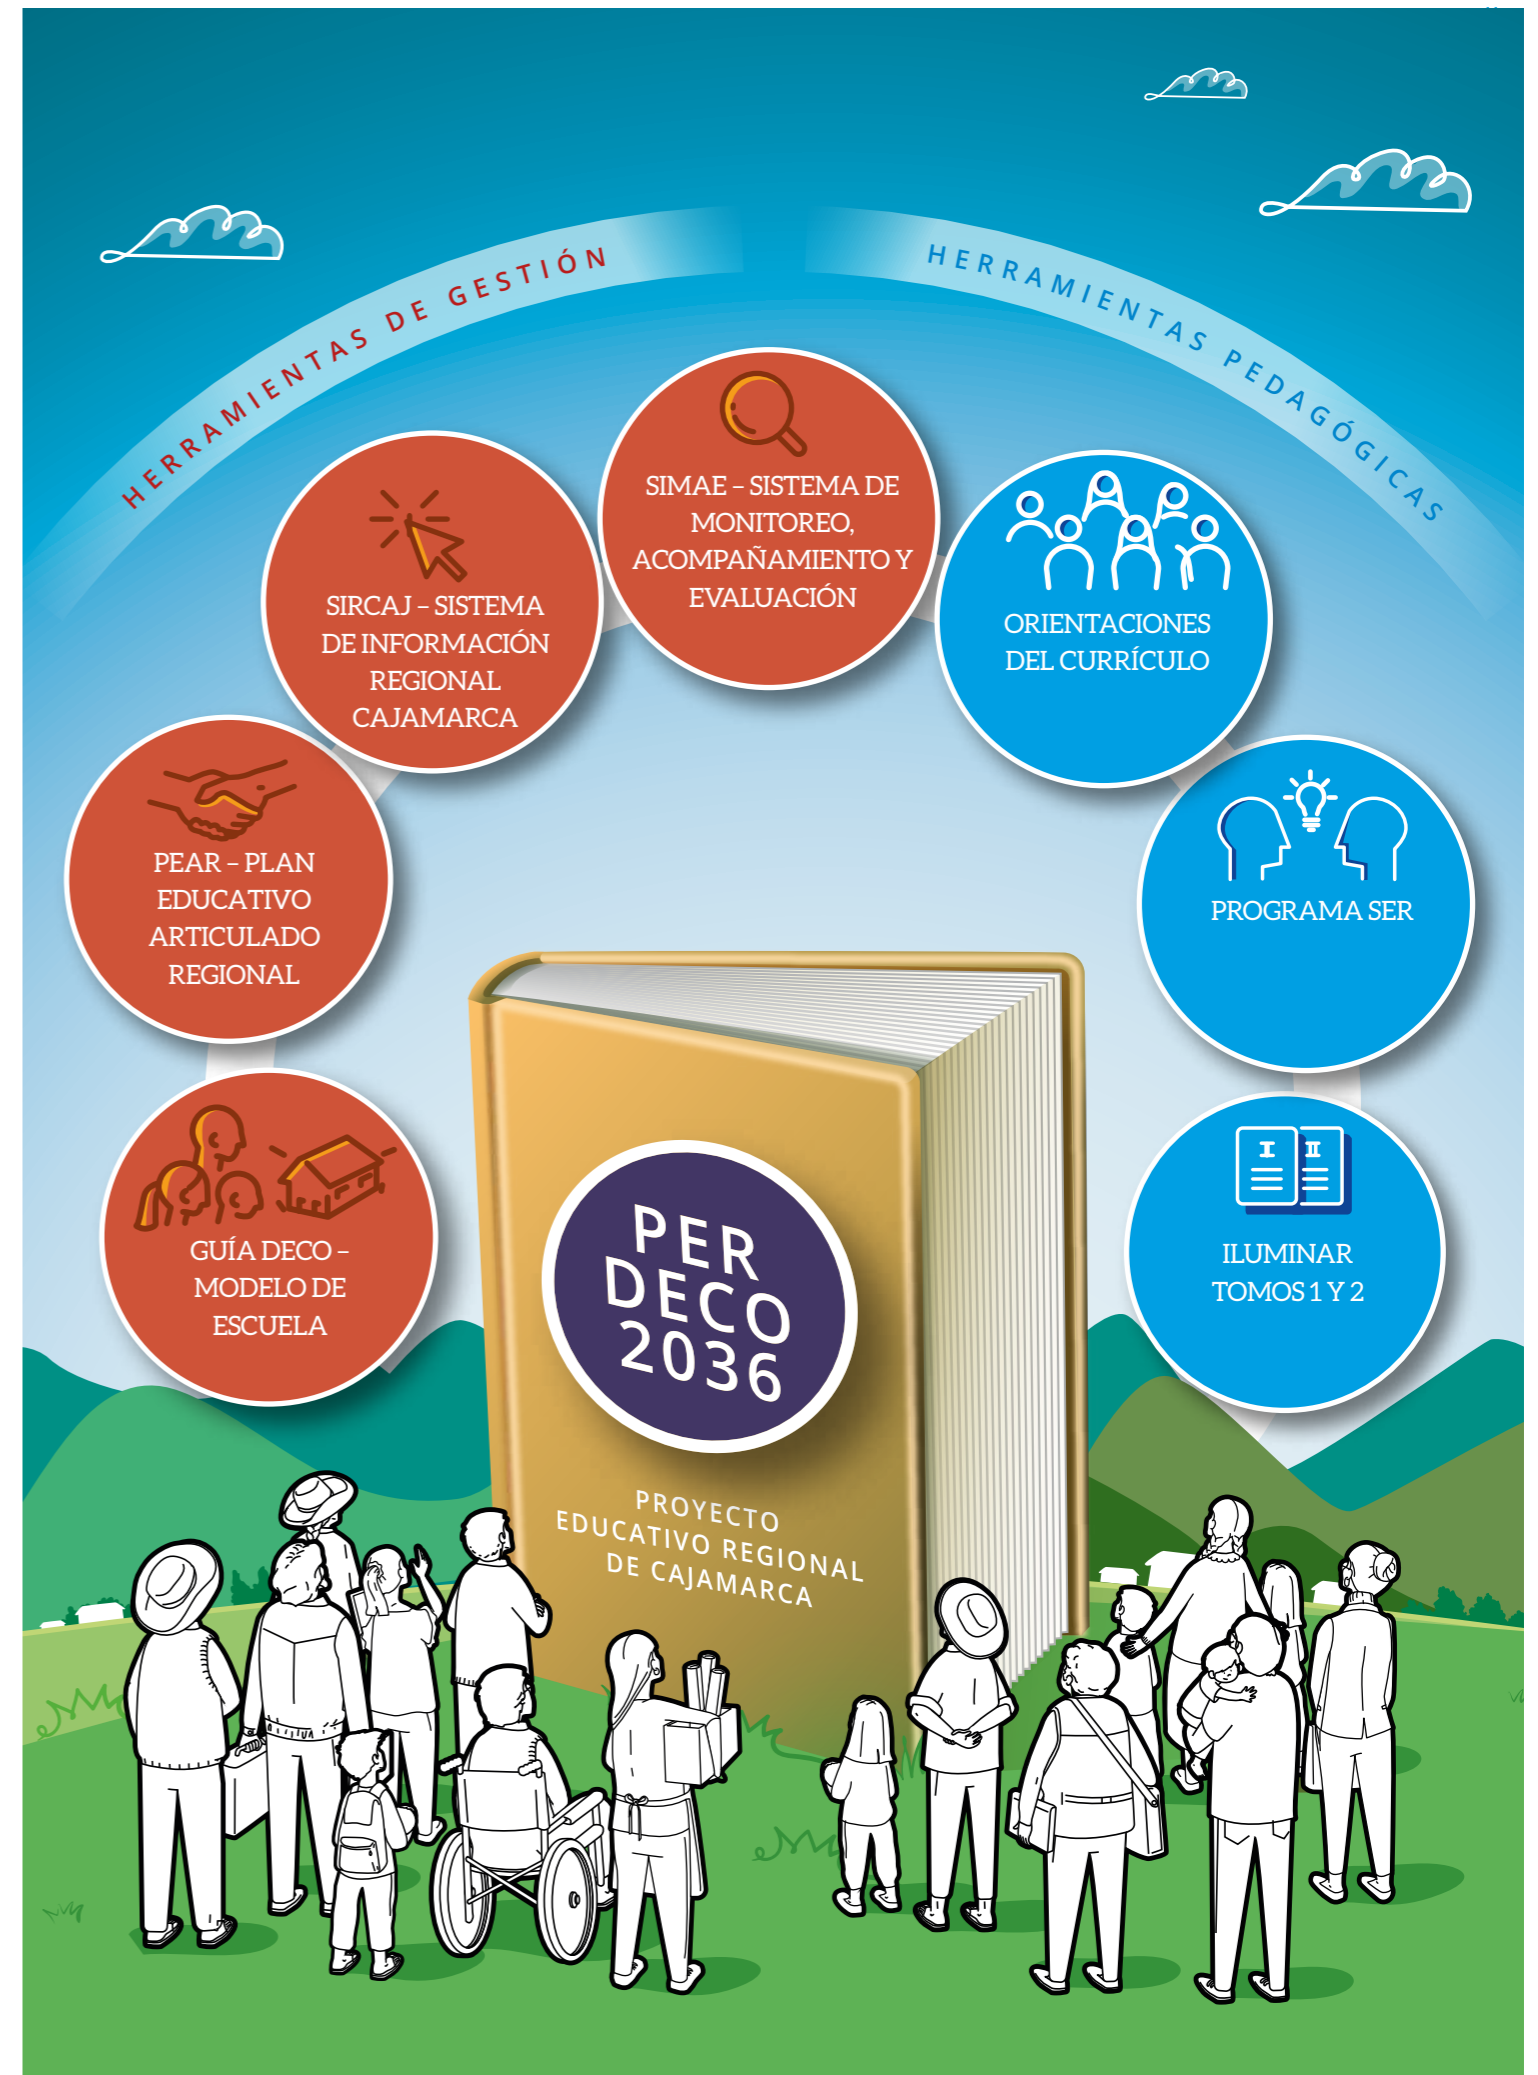 HERRAMIENTAS DE GESTIÓN
HERRAMIENTAS PEDAGÓGICAS
SIMAE – SISTEMA DE
MONITOREO,
ACOMPAÑAMIENTO Y
EVALUACIÓN
SIRCAJ – SISTEMA
DE INFORMACIÓN
REGIONAL
CAJAMARCA
ORIENTACIONES
DEL CURRÍCULO
PEAR – PLAN
EDUCATIVO
ARTICULADO
REGIONAL
PROGRAMA SER
GUÍA DECO –
MODELO DE
ESCUELA
I II
ILUMINAR
TOMOS 1 Y 2
PER
DECO
2036
PROYECTO
EDUCATIVO REGIONAL
DE CAJAMARCA